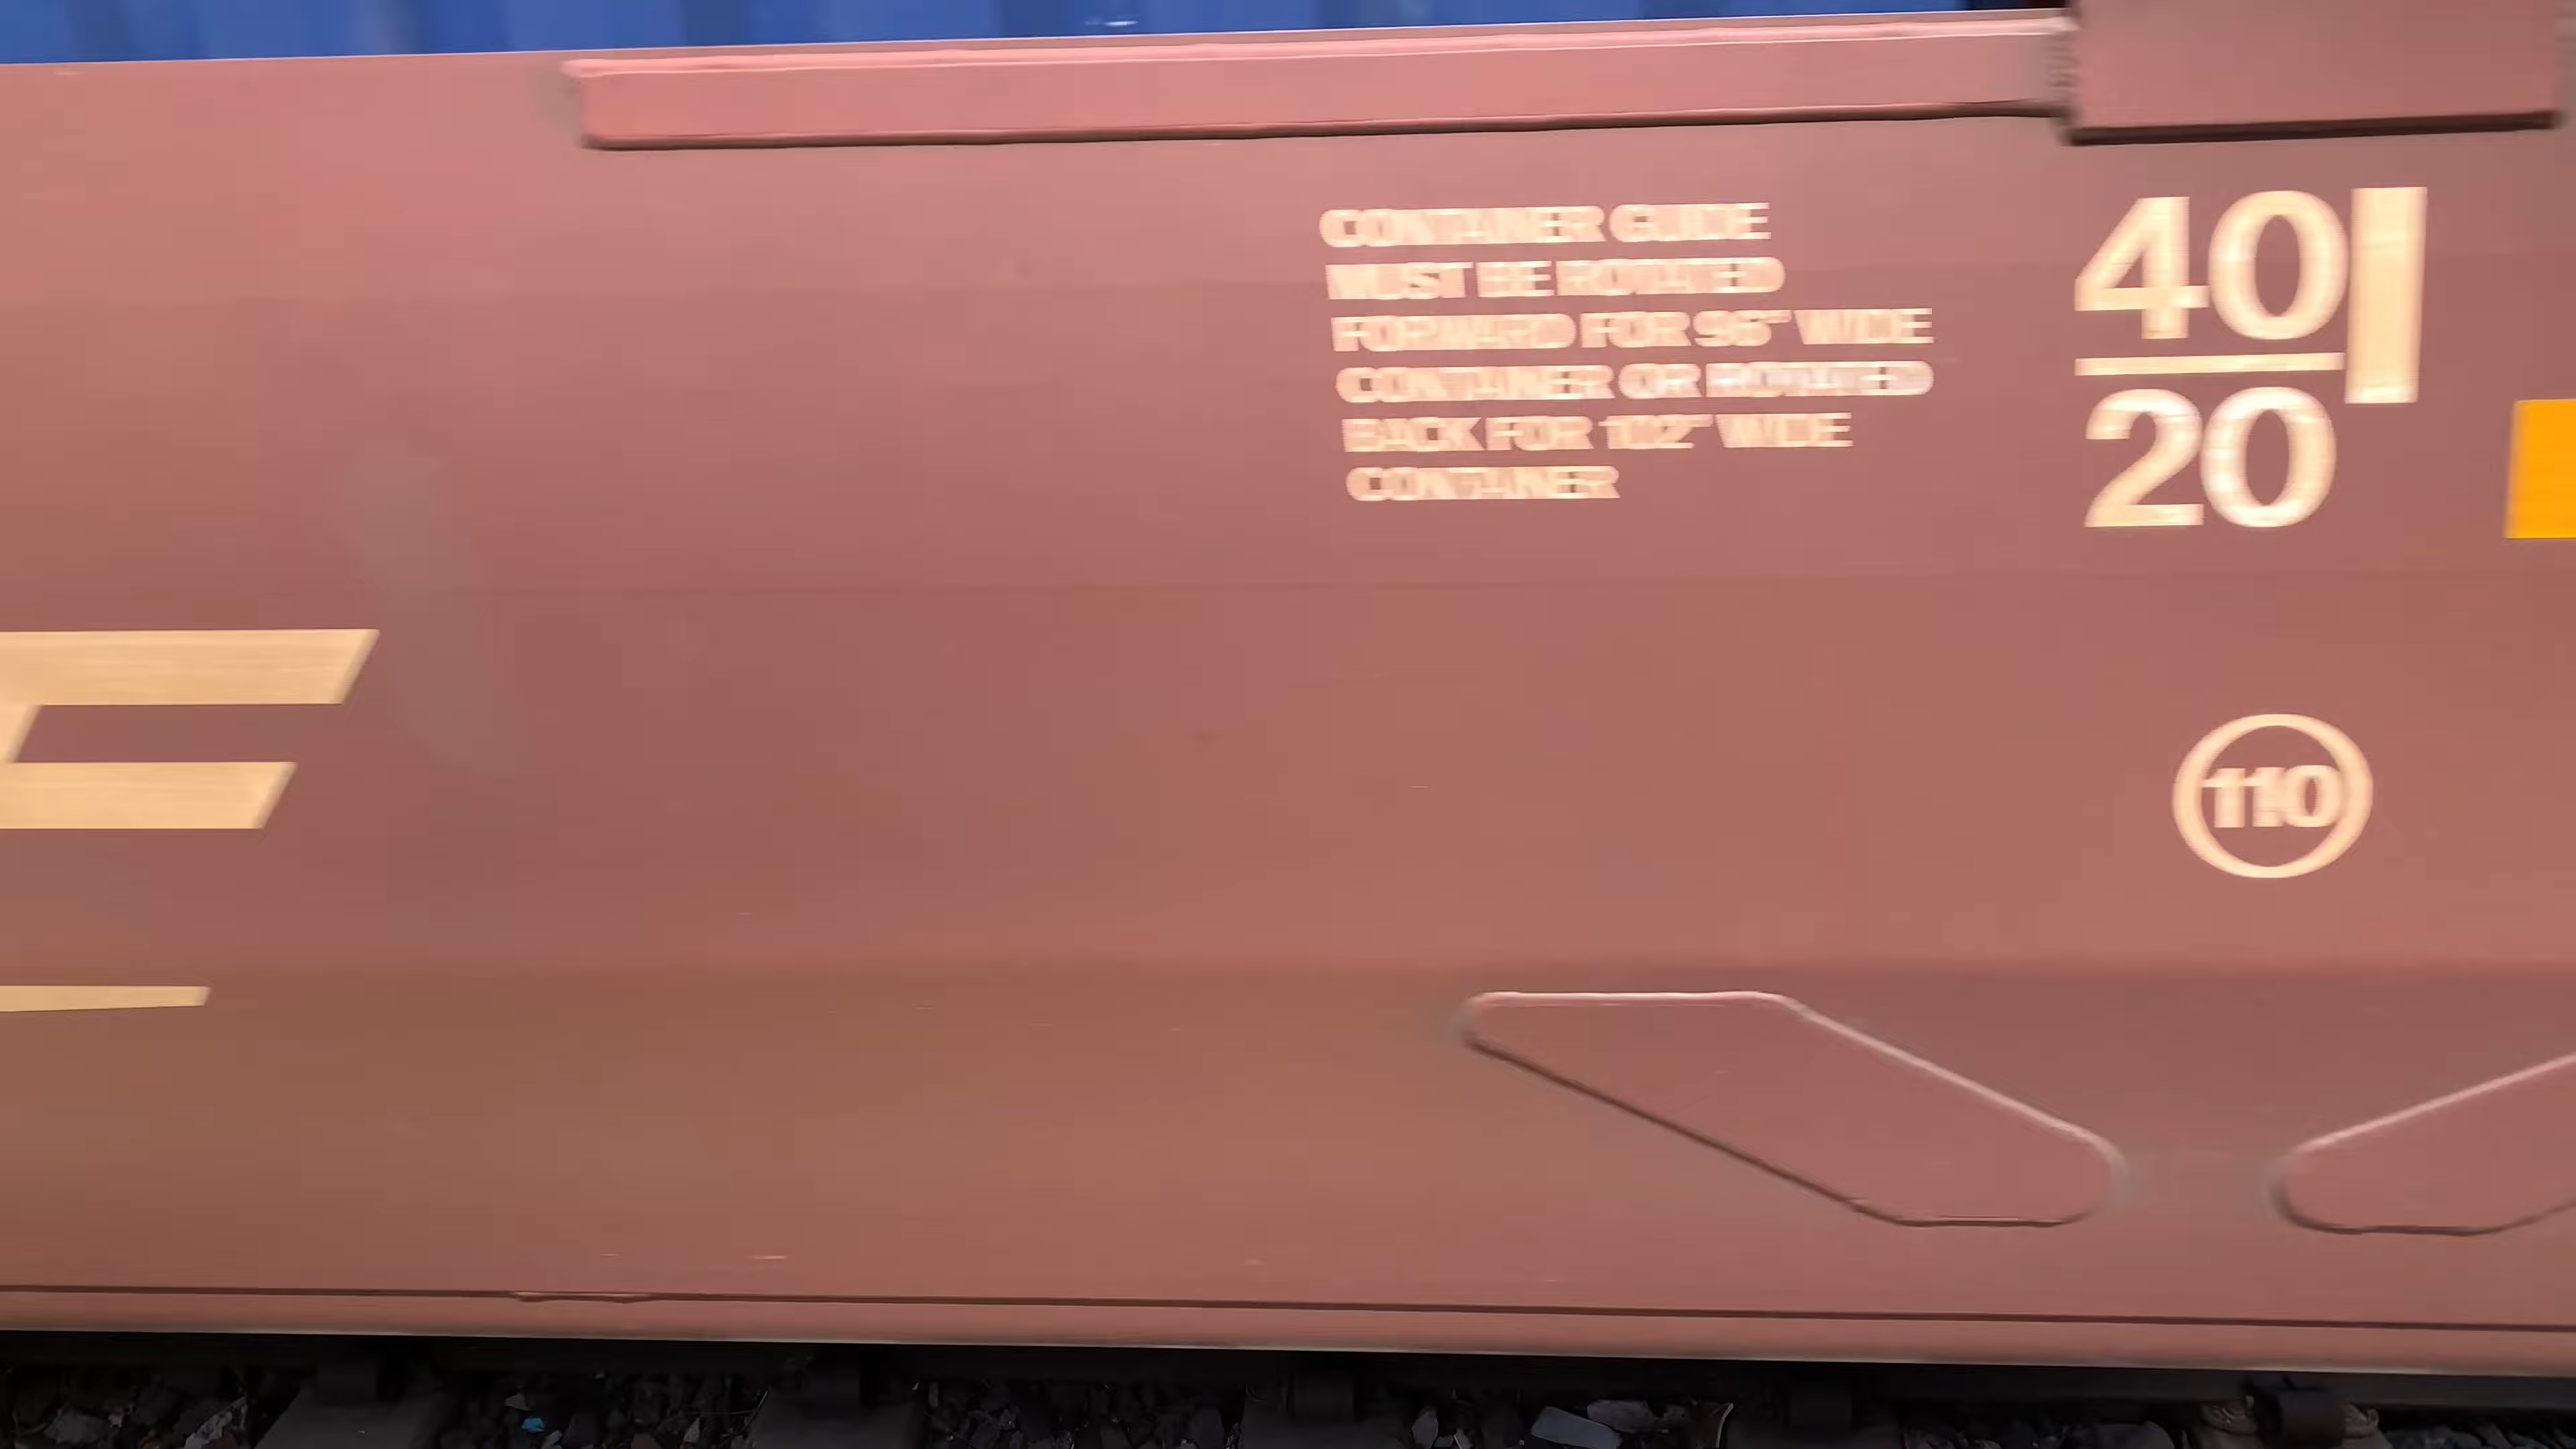 CONTAINER GUIDE
MUST BE ROTATED
FORWARD FOR 96" WIDE
CONTAINER OR ROTATED
BACK FOR 102" WIDE
CONTAINER
40
20
110